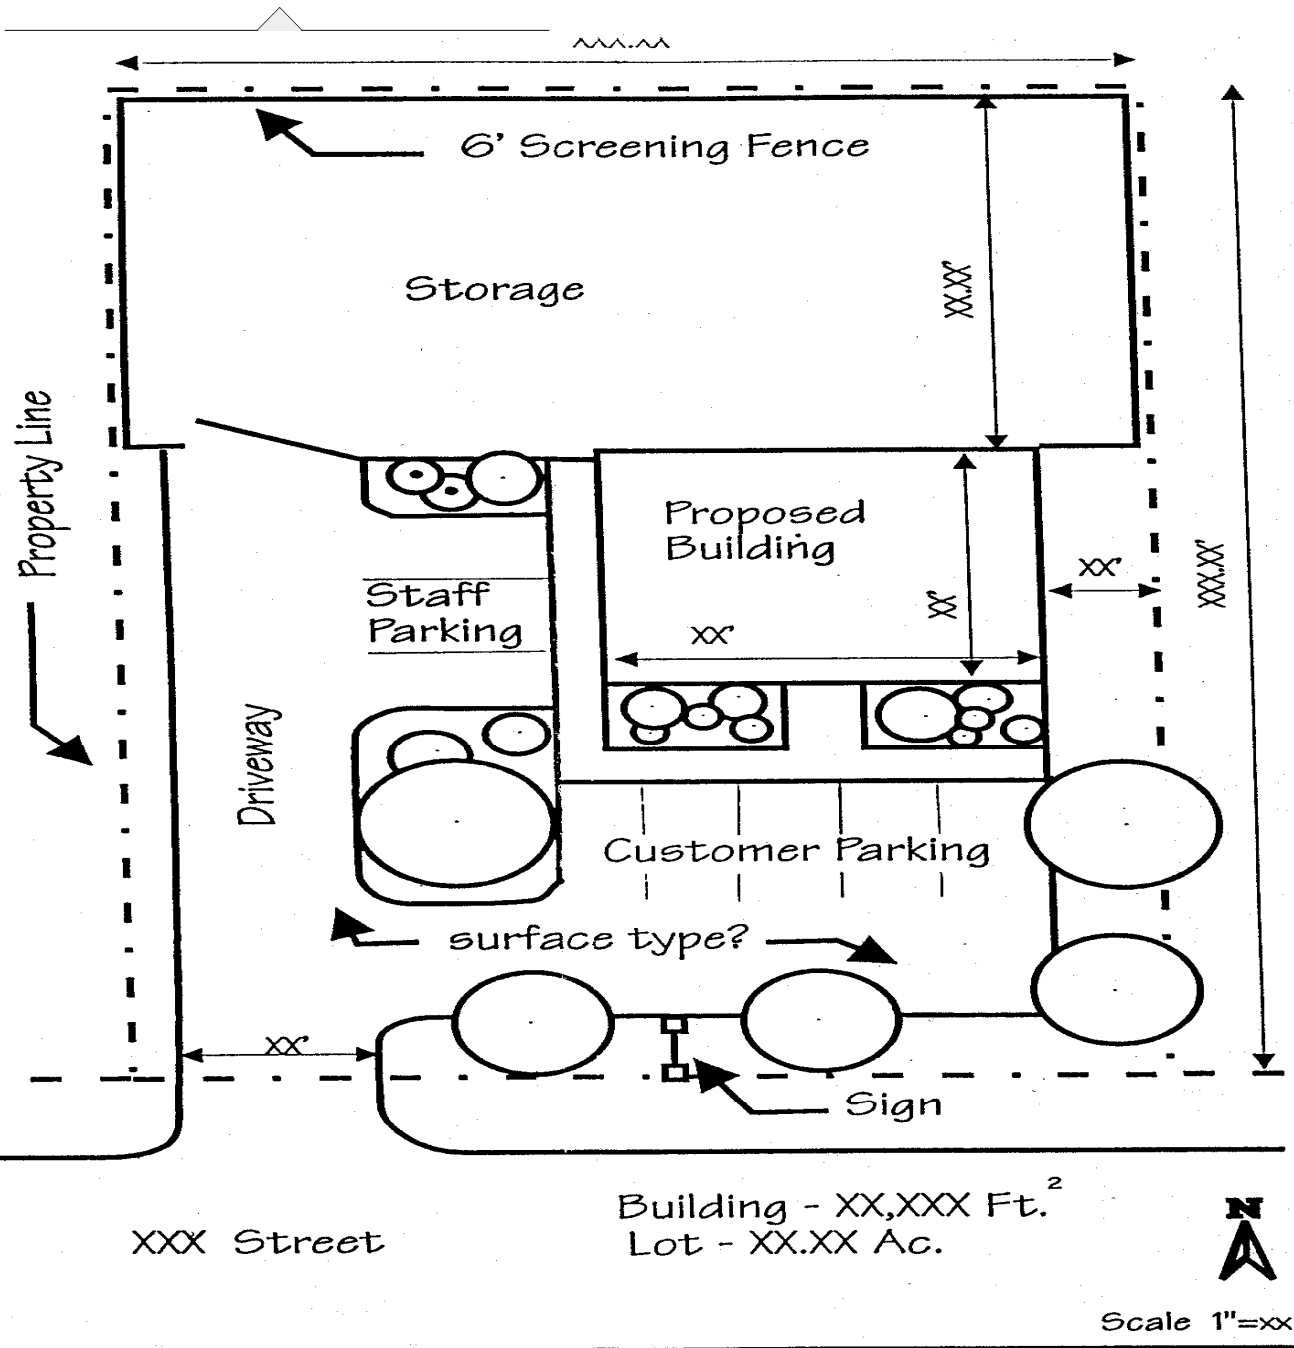 6' Screening Fence
Storage
XX.XX'
Property Line
Proposed
Building
XX'
XX'
XX'
XXX.XX'
Staff
Parking
Driveway
Customer Parking
surface type?
XX'
Sign
Building - XX,XXX Ft.²
Lot - XX.XX Ac.
XXX Street
N
Scale 1"=xx